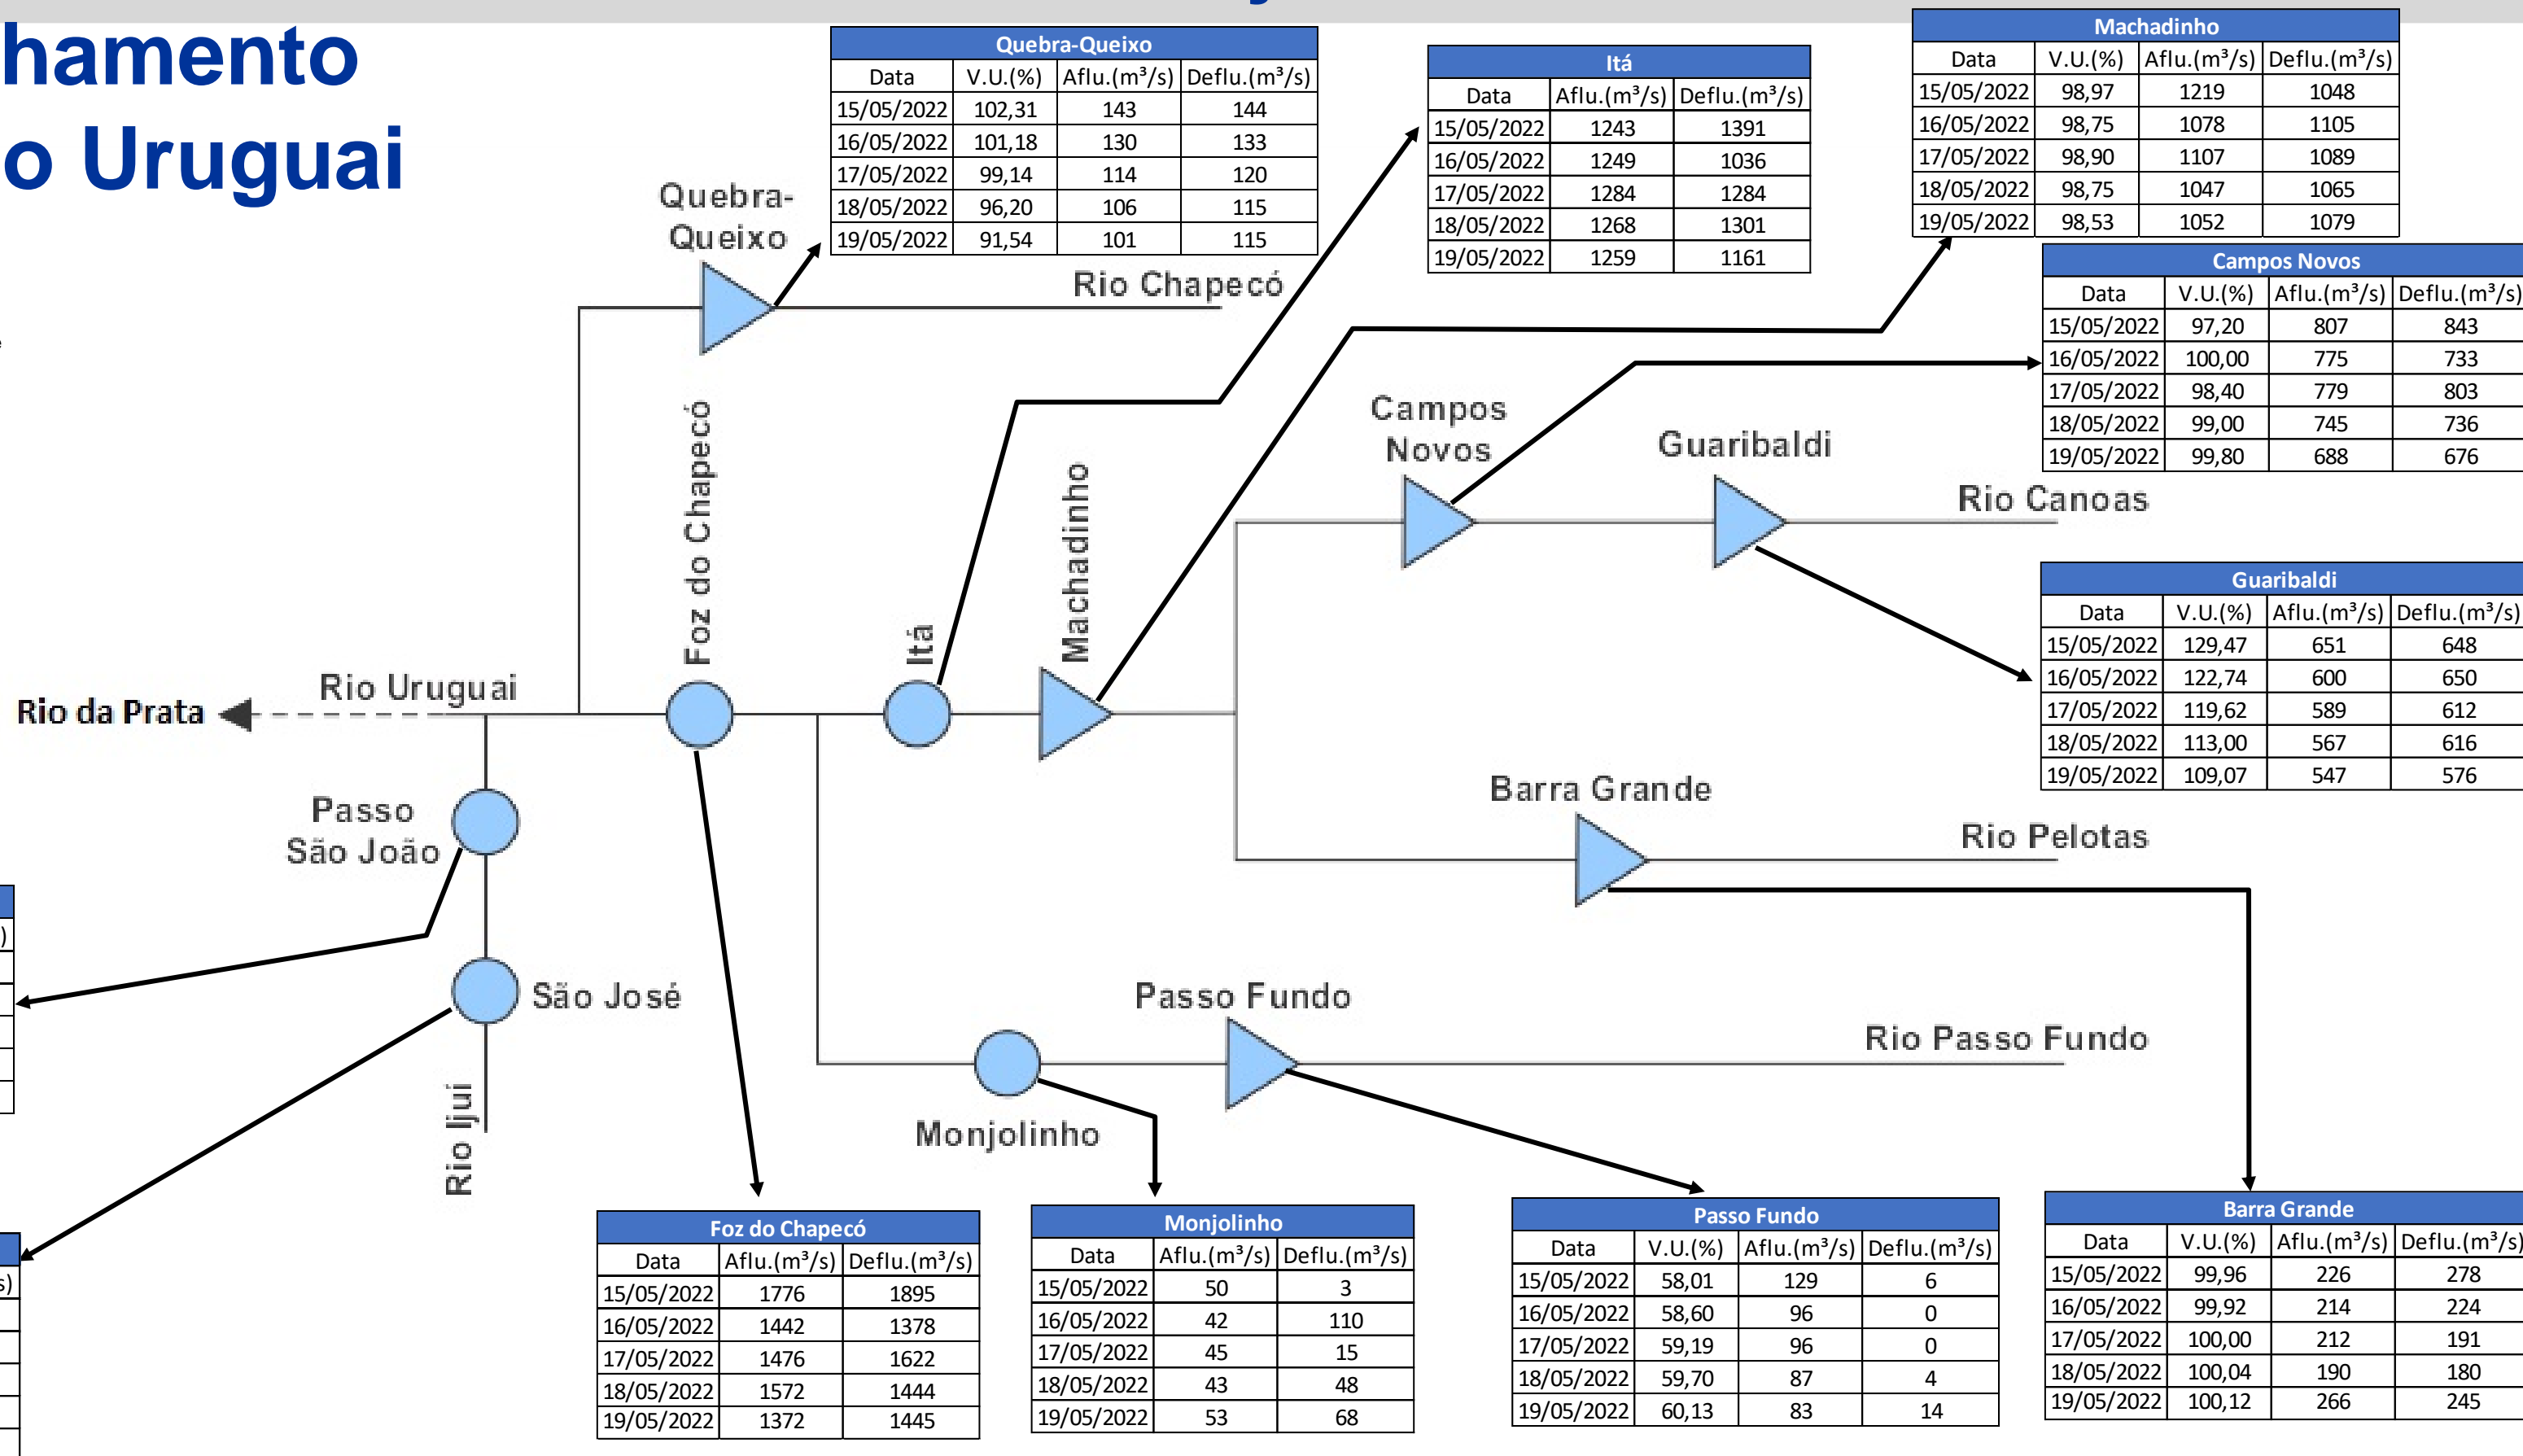 hamento
o Uruguai
Quebra-Queixo
Data V.U.(%) Aflu.(m³/s) Deflu.(m³/s)
15/05/2022 102,31 143 144
16/05/2022 101,18 130 133
17/05/2022 99,14 114 120
18/05/2022 96,20 106 115
19/05/2022 91,54 101 115
Itá
Data Aflu.(m³/s) Deflu.(m³/s)
15/05/2022 1243 1391
16/05/2022 1249 1036
17/05/2022 1284 1284
18/05/2022 1268 1301
19/05/2022 1259 1161
Machadinho
Data V.U.(%) Aflu.(m³/s) Deflu.(m³/s)
15/05/2022 98,97 1219 1048
16/05/2022 98,75 1078 1105
17/05/2022 98,90 1107 1089
18/05/2022 98,75 1047 1065
19/05/2022 98,53 1052 1079
Campos Novos
Data V.U.(%) Aflu.(m³/s) Deflu.(m³/s)
15/05/2022 97,20 807 843
16/05/2022 100,00 775 733
17/05/2022 98,40 779 803
18/05/2022 99,00 745 736
19/05/2022 99,80 688 676
Quebra-
Queixo
Rio Chapecó
Foz do Chapecó
Itá
Machadinho
Campos
Novos
Guaribaldi
Rio Canoas
Guaribaldi
Data V.U.(%) Aflu.(m³/s) Deflu.(m³/s)
15/05/2022 129,47 651 648
16/05/2022 122,74 600 650
17/05/2022 119,62 589 612
18/05/2022 113,00 567 616
19/05/2022 109,07 547 576
Rio da Prata
Rio Uruguai
Passo
São João
São José
Rio Ijuí
Barra Grande
Rio Pelotas
Passo Fundo
Rio Passo Fundo
Monjolinho
)
s)
Foz do Chapecó
Data Aflu.(m³/s) Deflu.(m³/s)
15/05/2022 1776 1895
16/05/2022 1442 1378
17/05/2022 1476 1622
18/05/2022 1572 1444
19/05/2022 1372 1445
Monjolinho
Data Aflu.(m³/s) Deflu.(m³/s)
15/05/2022 50 3
16/05/2022 42 110
17/05/2022 45 15
18/05/2022 43 48
19/05/2022 53 68
Passo Fundo
Data V.U.(%) Aflu.(m³/s) Deflu.(m³/s)
15/05/2022 58,01 129 6
16/05/2022 58,60 96 0
17/05/2022 59,19 96 0
18/05/2022 59,70 87 4
19/05/2022 60,13 83 14
Barra Grande
Data V.U.(%) Aflu.(m³/s) Deflu.(m³/s)
15/05/2022 99,96 226 278
16/05/2022 99,92 214 224
17/05/2022 100,00 212 191
18/05/2022 100,04 190 180
19/05/2022 100,12 266 245